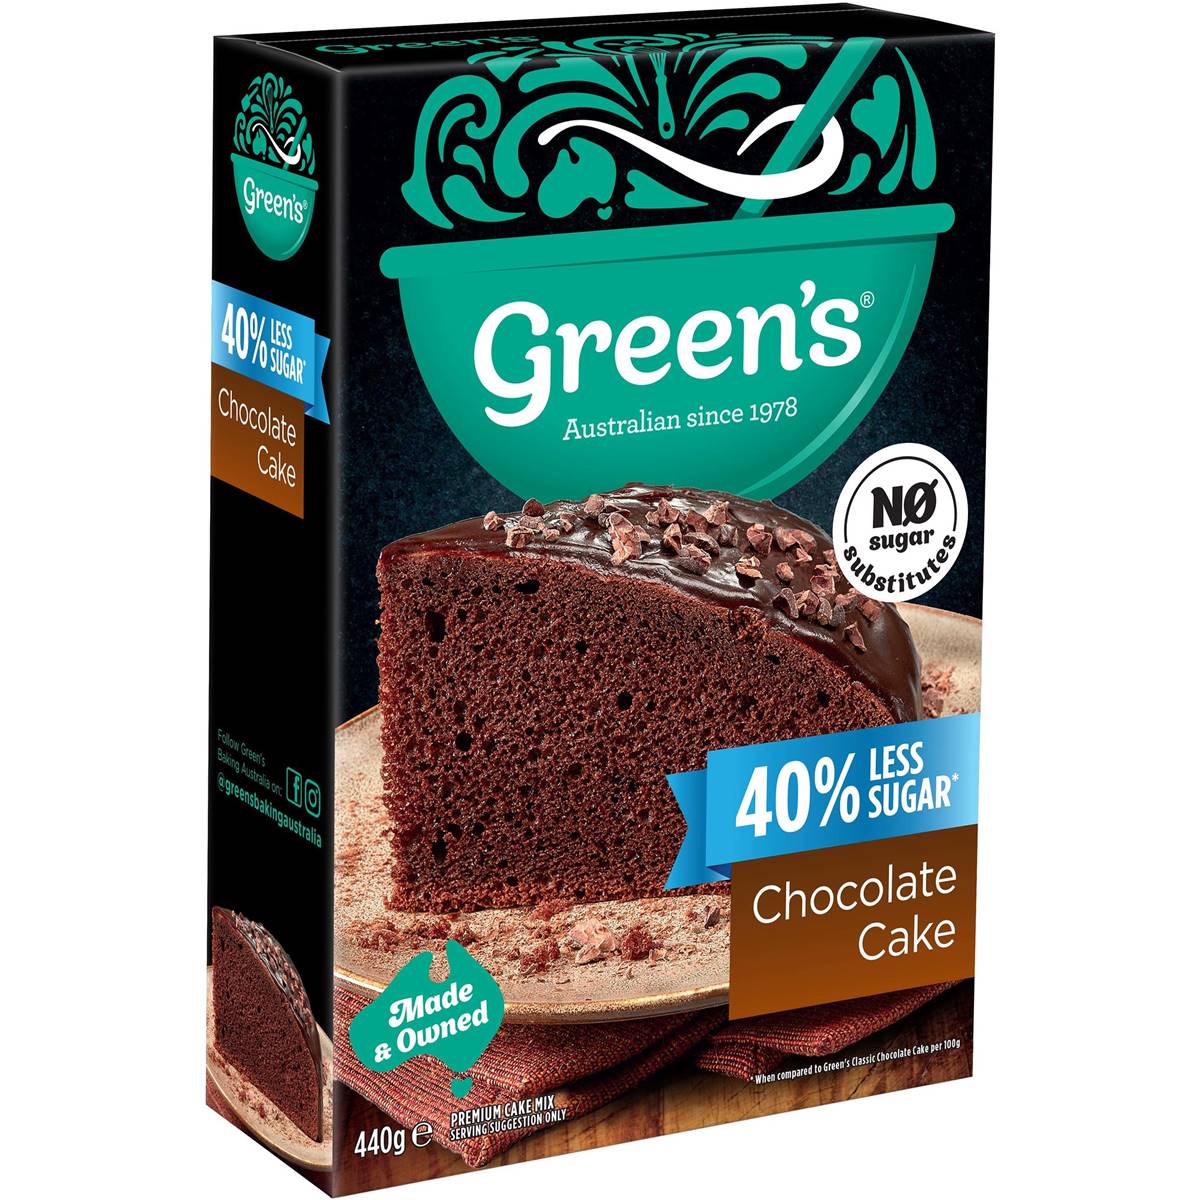 Green's
Green's®
40% LESS
SUGAR*
Chocolate
Cake
Follow Green's
Baking Australia on:
@greensbakingaustralia
Green's®
Australian since 1978
NØ
sugar
substitutes
40% LESS
SUGAR*
Chocolate
Cake
Made
& Owned
*When compared to Green's Classic Chocolate Cake per 100g
440g e
PREMIUM CAKE MIX
SERVING SUGGESTION ONLY